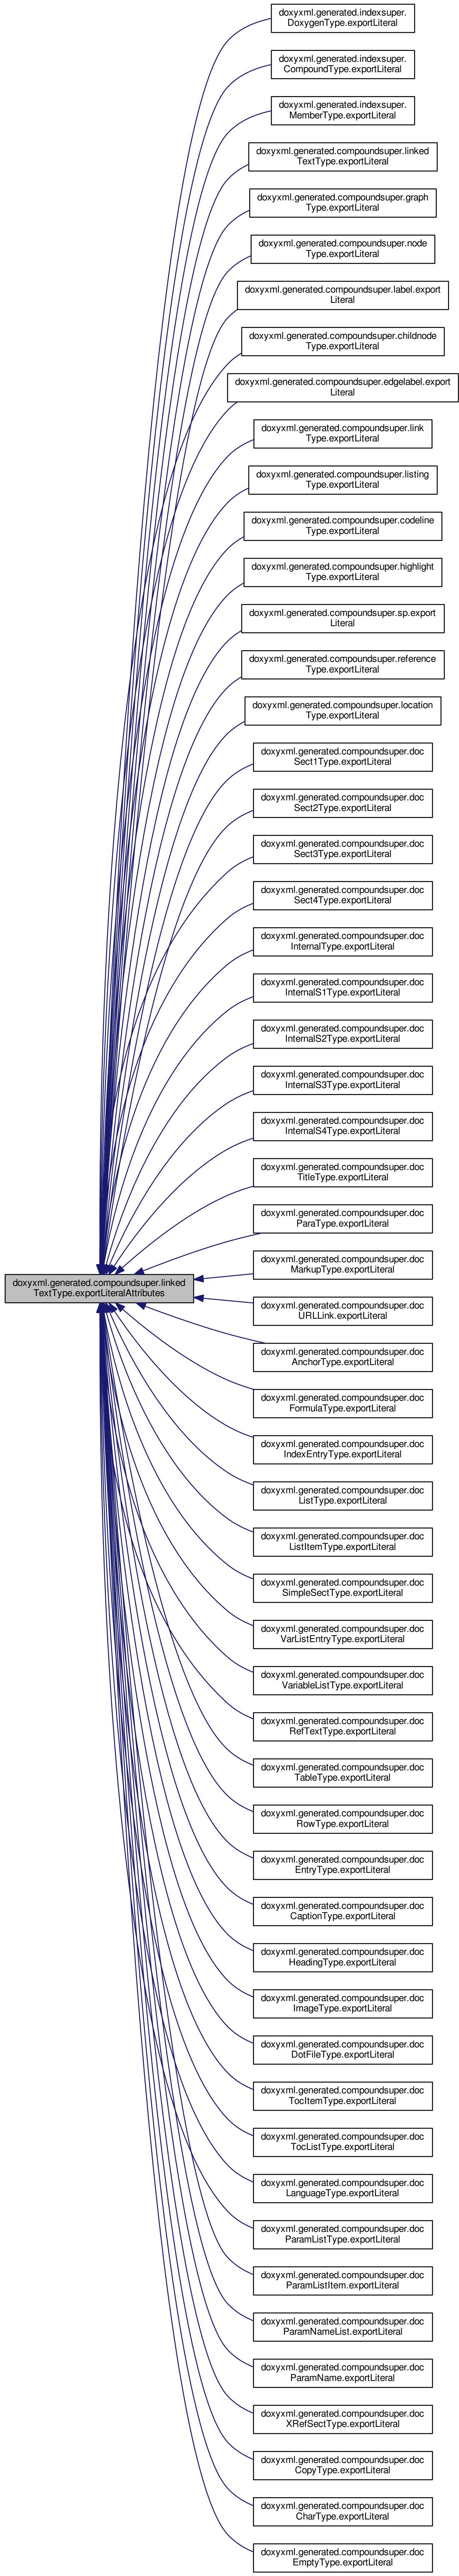 doxyxml.generated.indexsuper.
DoxygenType.exportLiteral
doxyxml.generated.indexsuper.
CompoundType.exportLiteral
doxyxml.generated.indexsuper.
MemberType.exportLiteral
doxyxml.generated.compoundsuper.linked
TextType.exportLiteral
doxyxml.generated.compoundsuper.graph
Type.exportLiteral
doxyxml.generated.compoundsuper.node
Type.exportLiteral
doxyxml.generated.compoundsuper.label.export
Literal
doxyxml.generated.compoundsuper.childnode
Type.exportLiteral
doxyxml.generated.compoundsuper.edgelabel.export
Literal
doxyxml.generated.compoundsuper.link
Type.exportLiteral
doxyxml.generated.compoundsuper.listing
Type.exportLiteral
doxyxml.generated.compoundsuper.codeline
Type.exportLiteral
doxyxml.generated.compoundsuper.highlight
Type.exportLiteral
doxyxml.generated.compoundsuper.sp.export
Literal
doxyxml.generated.compoundsuper.reference
Type.exportLiteral
doxyxml.generated.compoundsuper.location
Type.exportLiteral
doxyxml.generated.compoundsuper.doc
Sect1Type.exportLiteral
doxyxml.generated.compoundsuper.doc
Sect2Type.exportLiteral
doxyxml.generated.compoundsuper.doc
Sect3Type.exportLiteral
doxyxml.generated.compoundsuper.doc
Sect4Type.exportLiteral
doxyxml.generated.compoundsuper.doc
InternalType.exportLiteral
doxyxml.generated.compoundsuper.doc
InternalS1Type.exportLiteral
doxyxml.generated.compoundsuper.doc
InternalS2Type.exportLiteral
doxyxml.generated.compoundsuper.doc
InternalS3Type.exportLiteral
doxyxml.generated.compoundsuper.doc
InternalS4Type.exportLiteral
doxyxml.generated.compoundsuper.doc
TitleType.exportLiteral
doxyxml.generated.compoundsuper.doc
ParaType.exportLiteral
doxyxml.generated.compoundsuper.doc
MarkupType.exportLiteral
doxyxml.generated.compoundsuper.linked
TextType.exportLiteralAttributes
doxyxml.generated.compoundsuper.doc
URLLink.exportLiteral
doxyxml.generated.compoundsuper.doc
AnchorType.exportLiteral
doxyxml.generated.compoundsuper.doc
FormulaType.exportLiteral
doxyxml.generated.compoundsuper.doc
IndexEntryType.exportLiteral
doxyxml.generated.compoundsuper.doc
ListType.exportLiteral
doxyxml.generated.compoundsuper.doc
ListItemType.exportLiteral
doxyxml.generated.compoundsuper.doc
SimpleSectType.exportLiteral
doxyxml.generated.compoundsuper.doc
VarListEntryType.exportLiteral
doxyxml.generated.compoundsuper.doc
VariableListType.exportLiteral
doxyxml.generated.compoundsuper.doc
RefTextType.exportLiteral
doxyxml.generated.compoundsuper.doc
TableType.exportLiteral
doxyxml.generated.compoundsuper.doc
RowType.exportLiteral
doxyxml.generated.compoundsuper.doc
EntryType.exportLiteral
doxyxml.generated.compoundsuper.doc
CaptionType.exportLiteral
doxyxml.generated.compoundsuper.doc
HeadingType.exportLiteral
doxyxml.generated.compoundsuper.doc
ImageType.exportLiteral
doxyxml.generated.compoundsuper.doc
DotFileType.exportLiteral
doxyxml.generated.compoundsuper.doc
TocItemType.exportLiteral
doxyxml.generated.compoundsuper.doc
TocListType.exportLiteral
doxyxml.generated.compoundsuper.doc
LanguageType.exportLiteral
doxyxml.generated.compoundsuper.doc
ParamListType.exportLiteral
doxyxml.generated.compoundsuper.doc
ParamListItem.exportLiteral
doxyxml.generated.compoundsuper.doc
ParamNameList.exportLiteral
doxyxml.generated.compoundsuper.doc
ParamName.exportLiteral
doxyxml.generated.compoundsuper.doc
XRefSectType.exportLiteral
doxyxml.generated.compoundsuper.doc
CopyType.exportLiteral
doxyxml.generated.compoundsuper.doc
CharType.exportLiteral
doxyxml.generated.compoundsuper.doc
EmptyType.exportLiteral